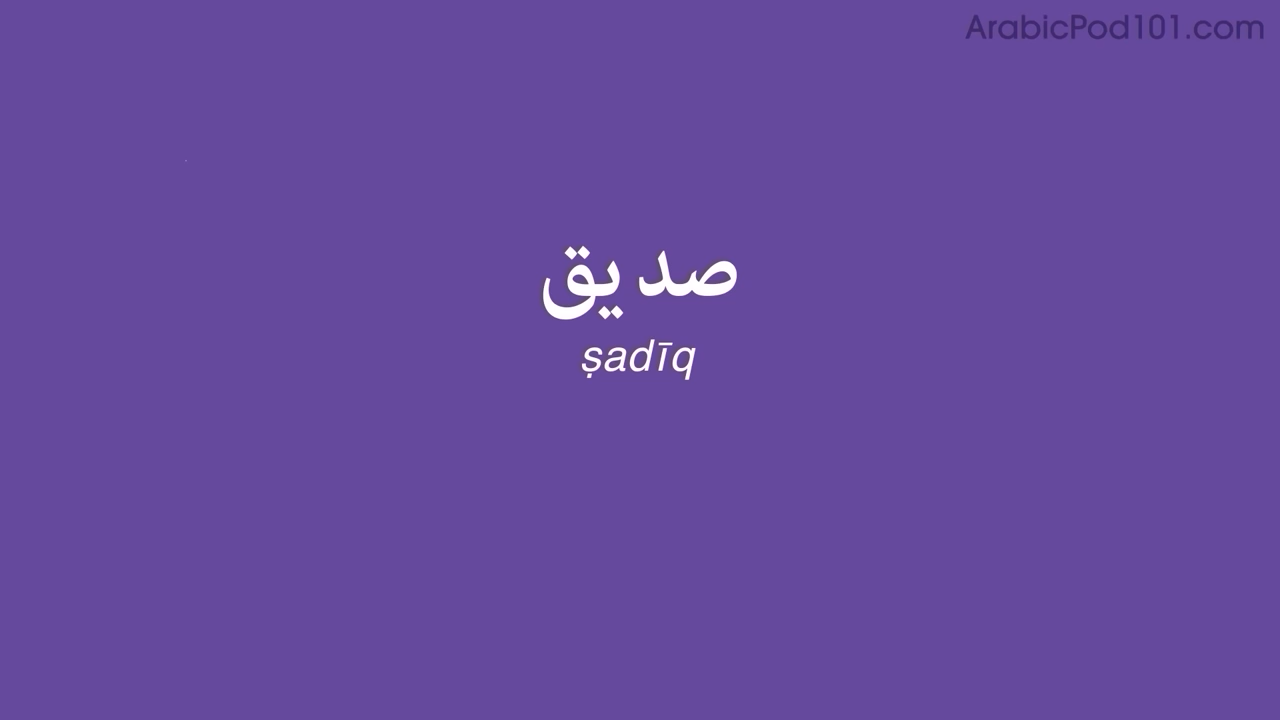 ArabicPod101.com
صديق
ṣadīq